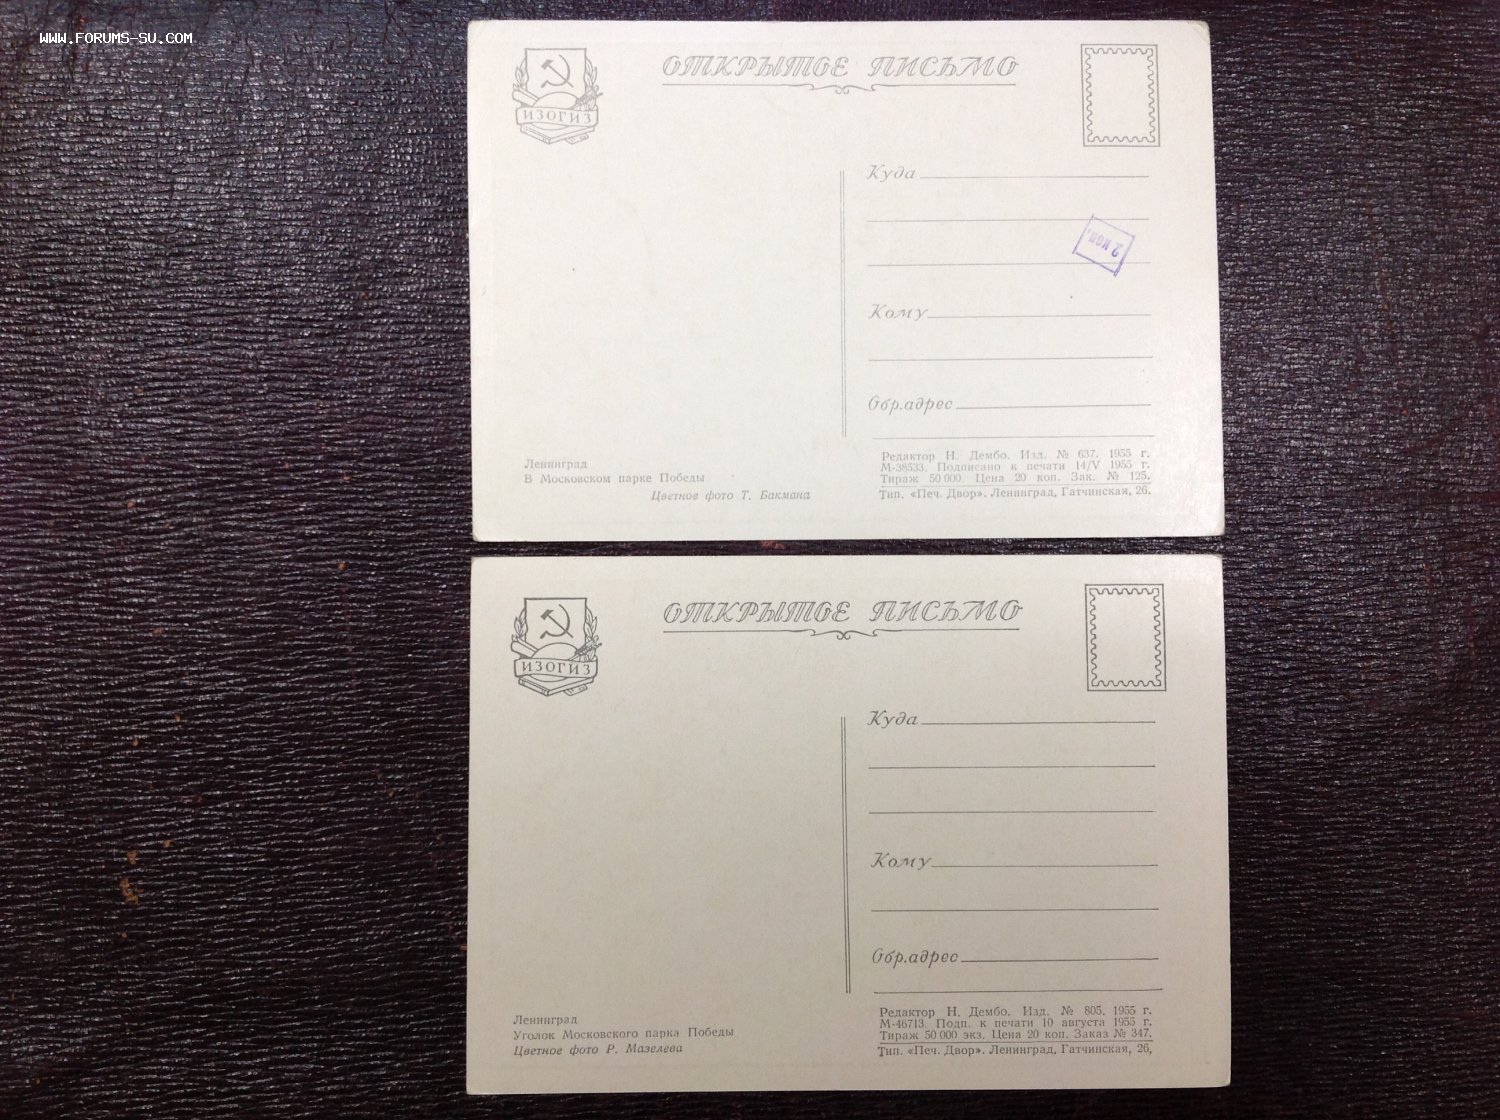 WWW.FORUMS-SU.COM
ОТКРЫТОЕ ПИСЬМО
ИЗОГИЗ
Куда
2 коп.
Кому
Обр.адрес
Ленинград
В Московском парке Победы
Цветное фото Т. Бакмана
Редактор Н. Дембо. Изд. № 637. 1955 г.
М-38533. Подписано к печати 14/V 1955 г.
Тираж 50 000 Цена 20 коп. Зак. № 125.
Тип. «Печ. Двор». Ленинград, Гатчинская, 26.
ОТКРЫТОЕ ПИСЬМО
ИЗОГИЗ
Куда
Кому
Обр.адрес
Ленинград
Уголок Московского парка Победы
Цветное фото Р. Мазелева
Редактор Н. Дембо. Изд. № 805. 1955 г.
М-46713. Подп. к печати 10 августа 1955 г.
Тираж 50 000 экз. Цена 20 коп. Заказ № 347.
Тип. «Печ. Двор». Ленинград, Гатчинская, 26,